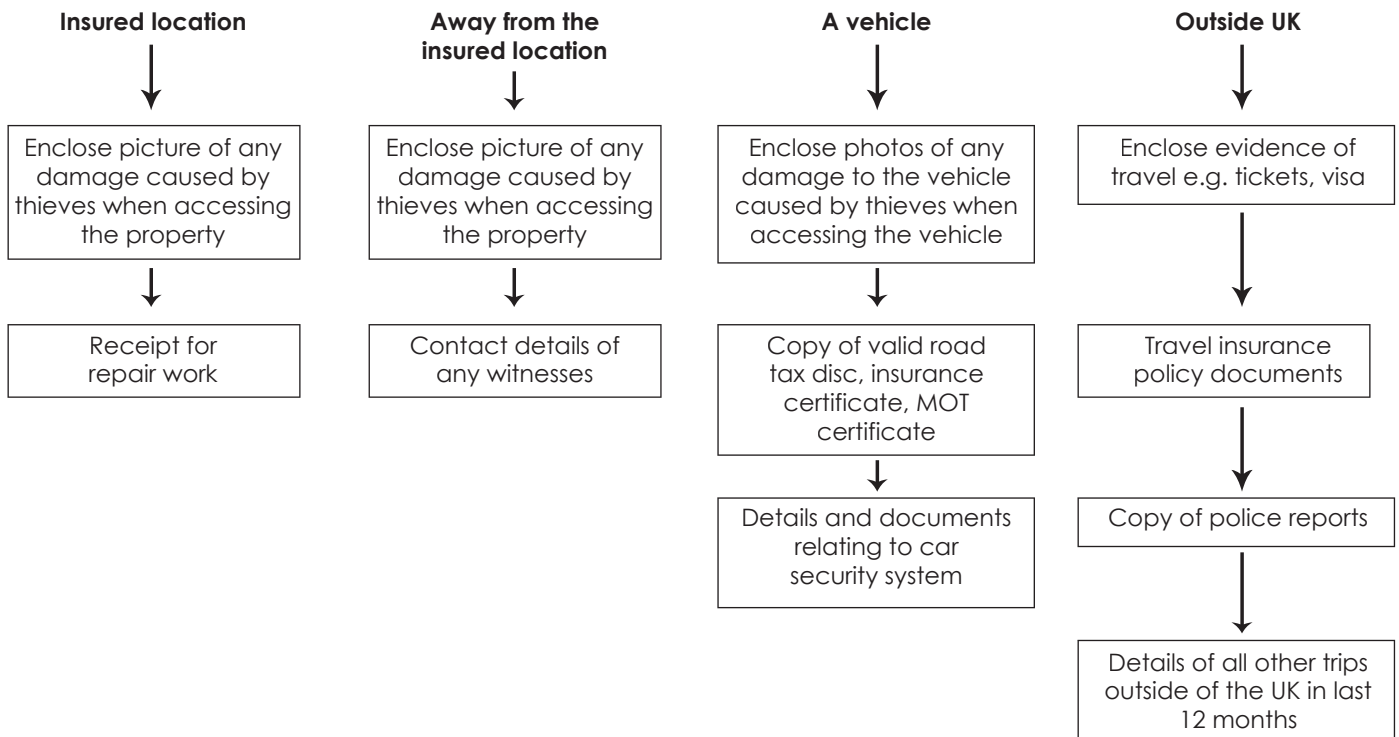 Insured location
Enclose picture of any
damage caused by
thieves when accessing
the property
Receipt for
repair work
Away from the
insured location
Enclose picture of any
damage caused by
thieves when accessing
the property
Contact details of
any witnesses
A vehicle
Enclose photos of any
damage to the vehicle
caused by thieves when
accessing the vehicle
Copy of valid road
tax disc, insurance
certificate, MOT
certificate
Details and documents
relating to car
security system
Outside UK
Enclose evidence of
travel e.g. tickets, visa
Travel insurance
policy documents
Copy of police reports
Details of all other trips
outside of the UK in last
12 months